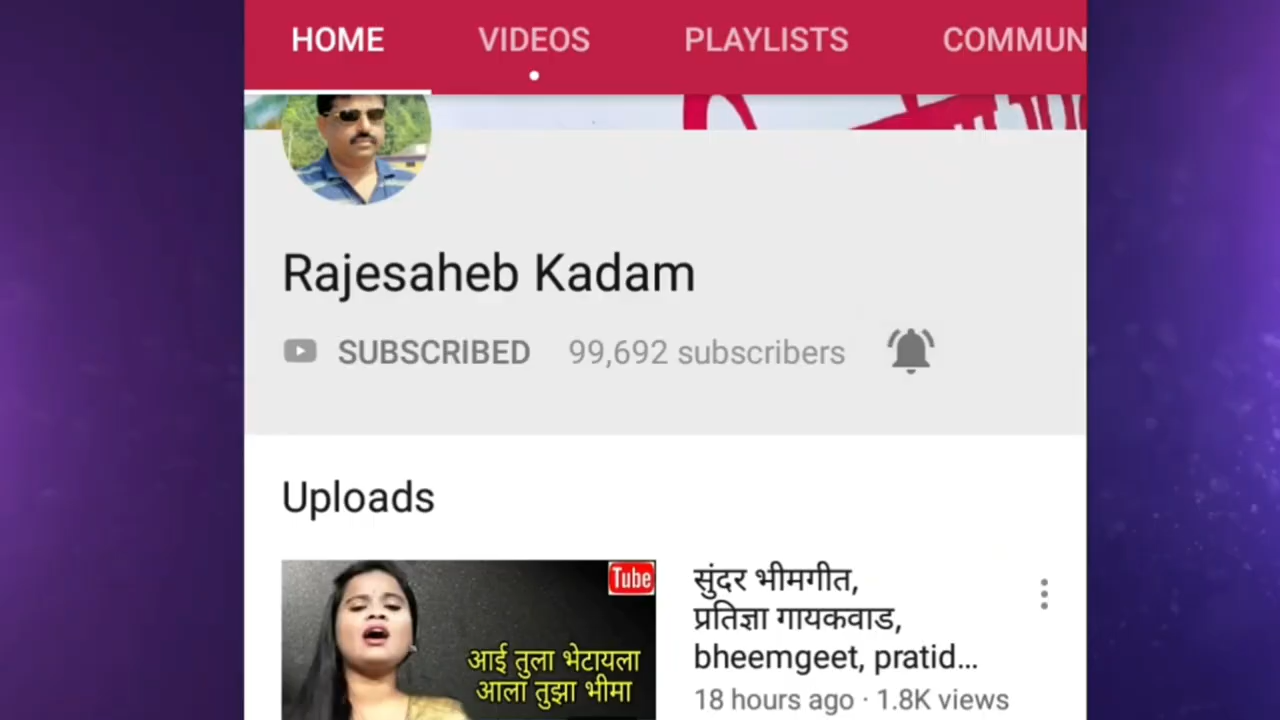 HOME VIDEOS PLAYLISTS COMMUN
Rajesaheb Kadam
SUBSCRIBED 99,692 subscribers
Uploads
Tube
आई तुला भेटायला
आला तुझा भीमा
सुंदर भीमगीत,
प्रतिज्ञा गायकवाड,
bheemgeet, pratid...
18 hours ago · 1.8K views